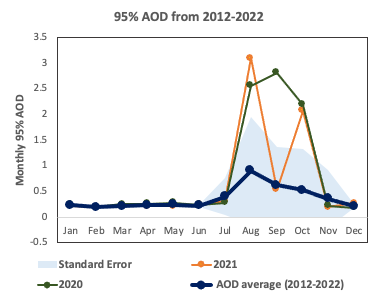 95% AOD from 2012-2022
Monthly 95% AOD
3.5
3
2.5
2
1.5
1
0.5
0
-0.5
Jan Feb Mar Apr May Jun Jul Aug Sep Oct Nov Dec
Standard Error 2021
2020 AOD average (2012-2022)